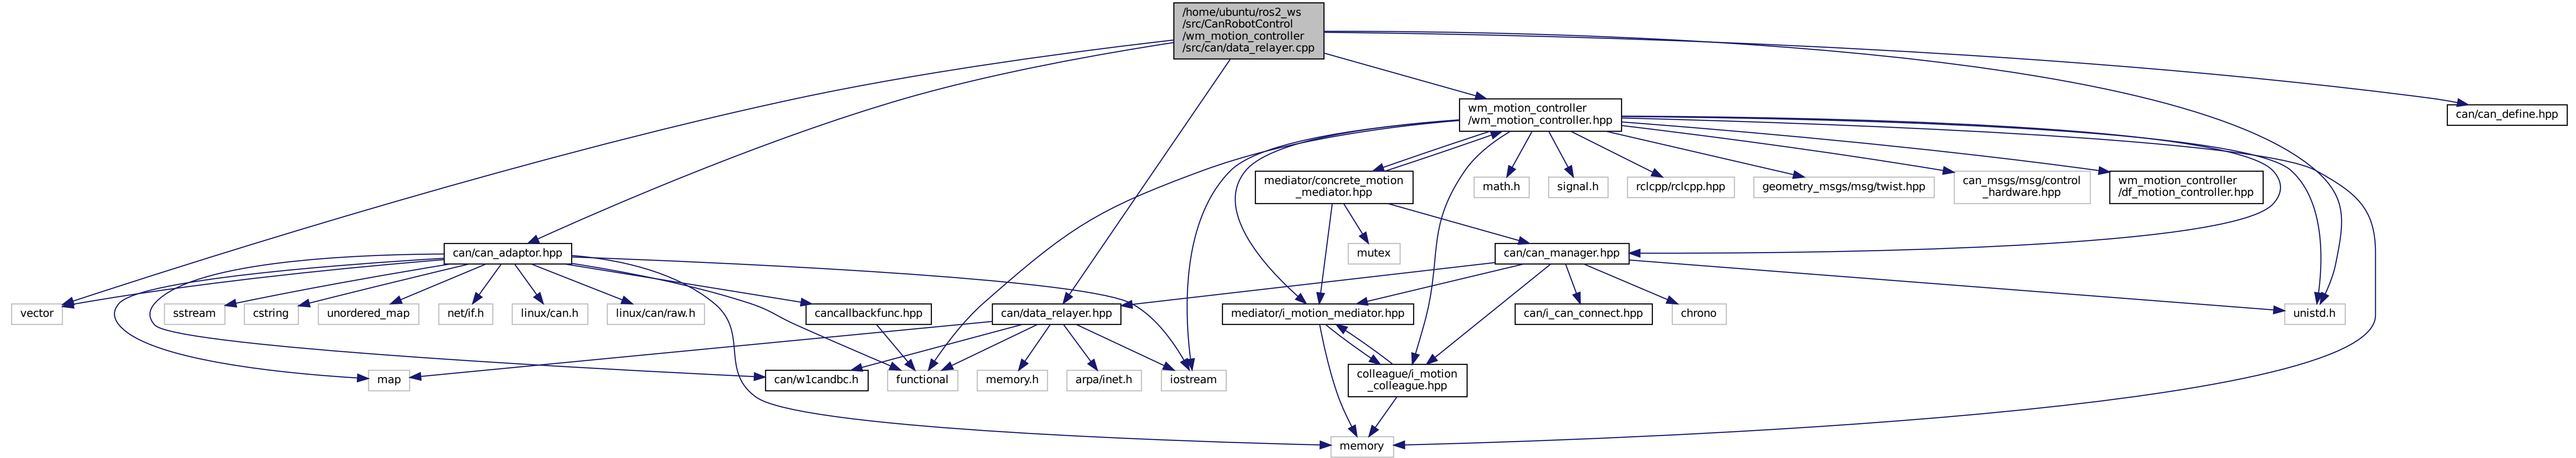 /home/ubuntu/ros2_ws
/src/CanRobotControl
/wm_motion_controller
/src/can/data_relayer.cpp
wm_motion_controller
/wm_motion_controller.hpp
can/can_define.hpp
mediator/concrete_motion
_mediator.hpp
math.h
signal.h
rclcpp/rclcpp.hpp
geometry_msgs/msg/twist.hpp
can_msgs/msg/control
_hardware.hpp
wm_motion_controller
/df_motion_controller.hpp
can/can_adaptor.hpp
mutex
can/can_manager.hpp
vector
sstream
cstring
unordered_map
net/if.h
linux/can.h
linux/can/raw.h
cancallbackfunc.hpp
can/data_relayer.hpp
mediator/i_motion_mediator.hpp
can/i_can_connect.hpp
chrono
unistd.h
map
can/w1candbc.h
functional
memory.h
arpa/inet.h
iostream
colleague/i_motion
_colleague.hpp
memory